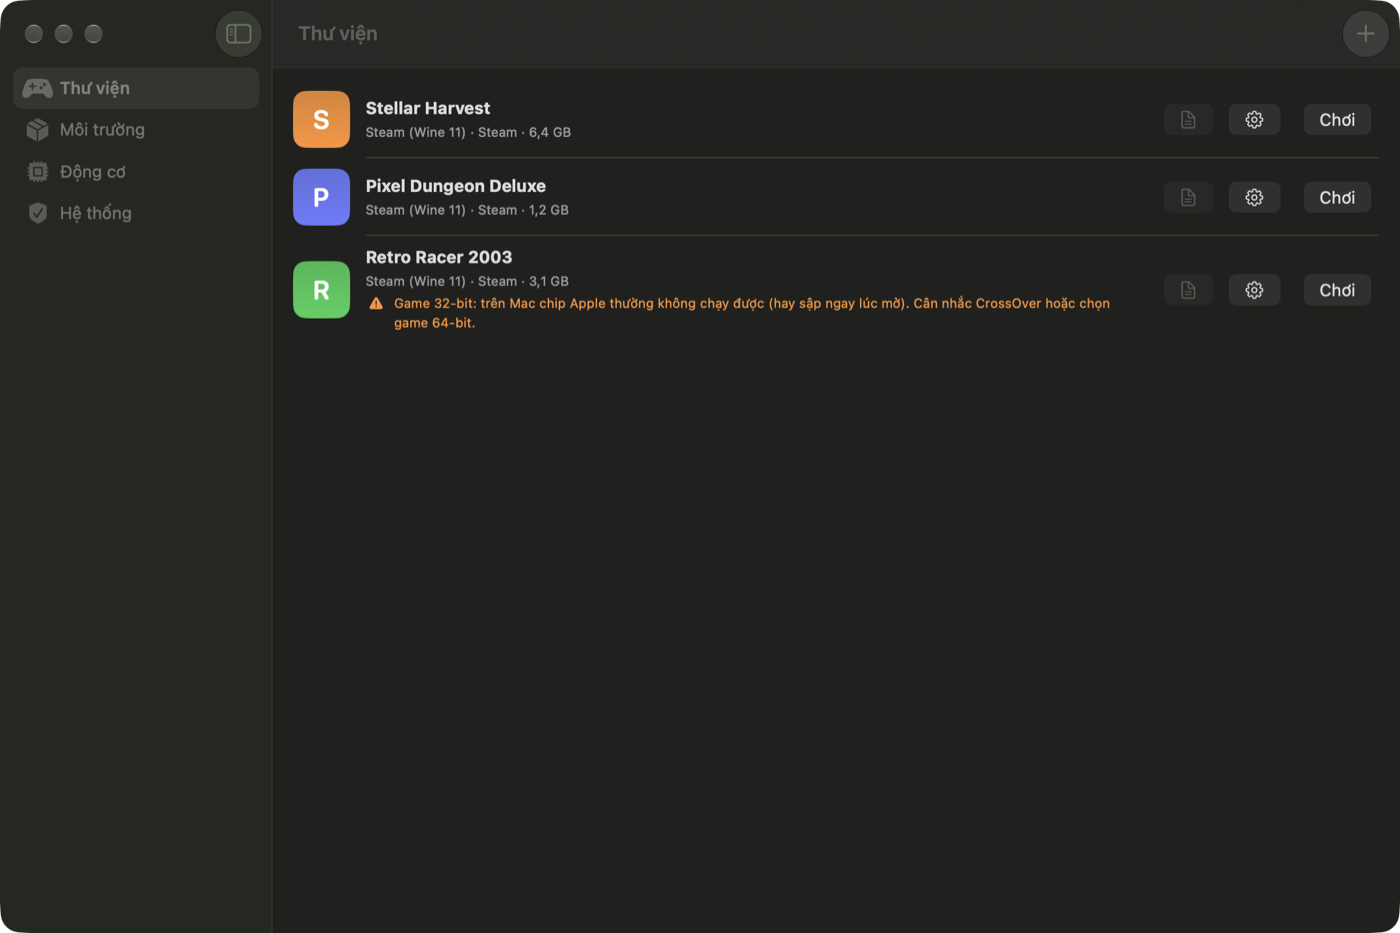 Thư viện
Thư viện
Môi trường
Động cơ
Hệ thống
S
Stellar Harvest
Steam (Wine 11) · Steam · 6,4 GB
Chơi
P
Pixel Dungeon Deluxe
Steam (Wine 11) · Steam · 1,2 GB
Chơi
R
Retro Racer 2003
Steam (Wine 11) · Steam · 3,1 GB
Game 32-bit: trên Mac chip Apple thường không chạy được (hay sập ngay lúc mở). Cân nhắc CrossOver hoặc chọn
game 64-bit.
Chơi